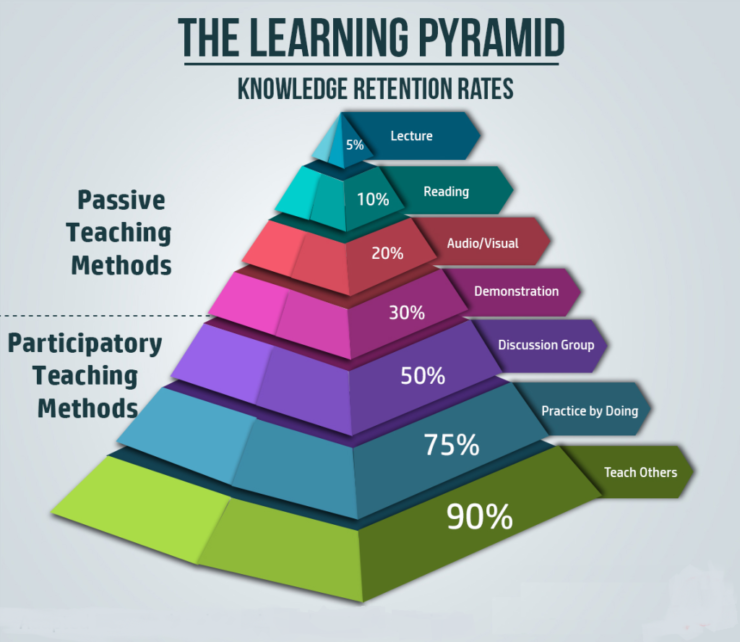 THE LEARNING PYRAMID
KNOWLEDGE RETENTION RATES
5%
Lecture
10%
Reading
20%
Audio/Visual
30%
Demonstration
Passive
Teaching
Methods
Participatory
Teaching
Methods
50%
Discussion Group
75%
Practice by Doing
90%
Teach Others